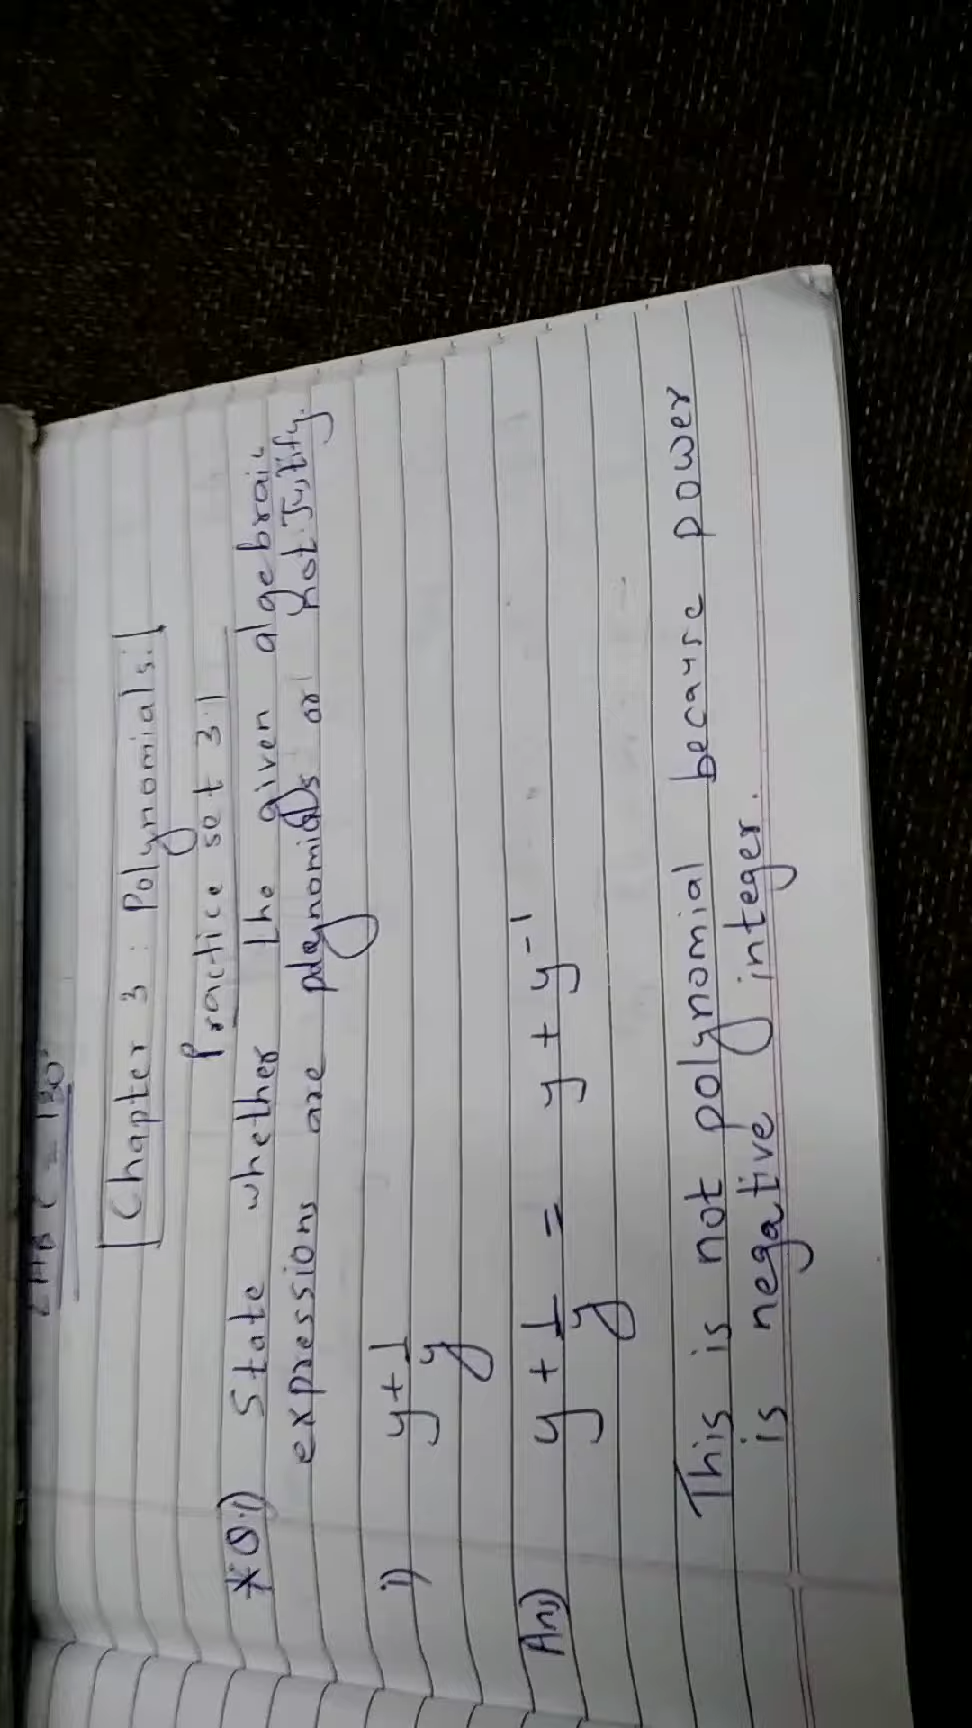 Chapter 3 : Polynomials.
Practice set 3.1
*Q.1) State whether the given algebraic
expressions are polynomials or not. Justify.
i) y + 1/y
Ans) y + 1/y = y + y⁻¹
This is not polynomial because power
is negative integer.